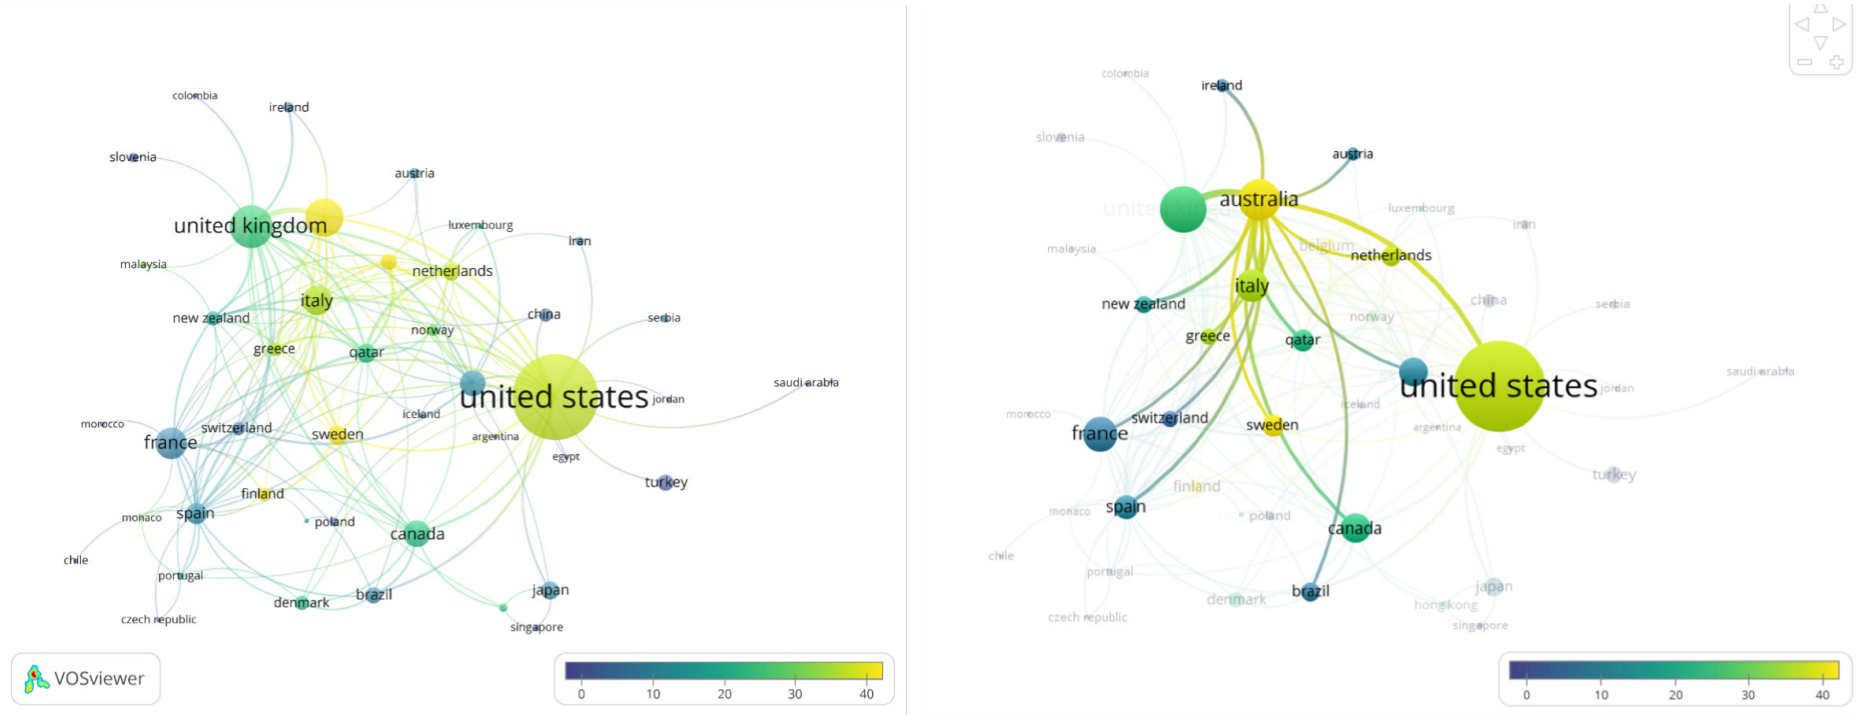 colombia
ireland
slovenia
austria
united kingdom
luxembourg
iran
malaysia
netherlands
italy
new zealand
china
serbia
norway
greece
qatar
saudi arabia
united states
jordan
iceland
morocco
switzerland
france
sweden
argentina
egypt
turkey
finland
spain
monaco
poland
canada
chile
portugal
japan
brazil
denmark
czech republic
singapore
VOSviewer
0 10 20 30 40
colombia
ireland
slovenia
austria
australia
united kingdom
luxembourg
iran
malaysia
belgium
netherlands
italy
new zealand
china
serbia
norway
greece
qatar
saudi arabia
united states
jordan
iceland
morocco
switzerland
france
sweden
argentina
egypt
turkey
finland
spain
monaco
poland
canada
chile
portugal
japan
brazil
denmark
hong kong
czech republic
singapore
0 10 20 30 40